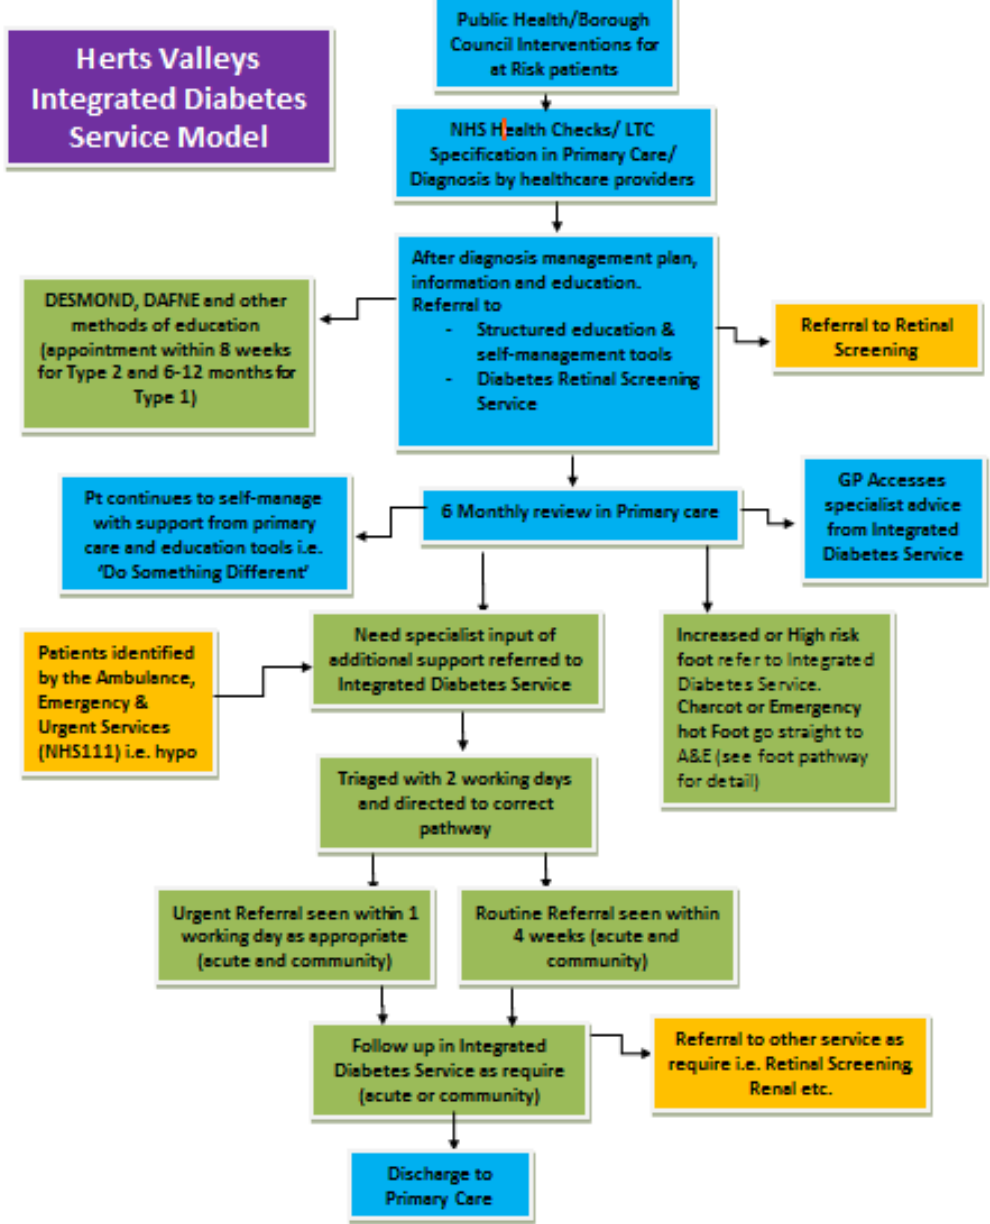 Herts Valleys
Integrated Diabetes
Service Model
Public Health/Borough
Council Interventions for
at Risk patients
NHS Health Checks/ LTC
Specification in Primary Care/
Diagnosis by healthcare providers
After diagnosis management plan,
information and education.
Referral to
- Structured education &
self-management tools
- Diabetes Retinal Screening
Service
DESMOND, DAFNE and other
methods of education
(appointment within 8 weeks
for Type 2 and 6-12 months for
Type 1)
Referral to Retinal
Screening
6 Monthly review in Primary care
Pt continues to self-manage
with support from primary
care and education tools i.e.
'Do Something Different'
GP Accesses
specialist advice
from Integrated
Diabetes Service
Need specialist input of
additional support referred to
Integrated Diabetes Service
Patients identified
by the Ambulance,
Emergency &
Urgent Services
(NHS111) i.e. hypo
Increased or High risk
foot refer to Integrated
Diabetes Service.
Charcot or Emergency
hot Foot go straight to
A&E (see foot pathway
for detail)
Triaged with 2 working days
and directed to correct
pathway
Urgent Referral seen within 1
working day as appropriate
(acute and community)
Routine Referral seen within
4 weeks (acute and
community)
Follow up in Integrated
Diabetes Service as require
(acute or community)
Referral to other service as
require i.e. Retinal Screening
Renal etc.
Discharge to
Primary Care